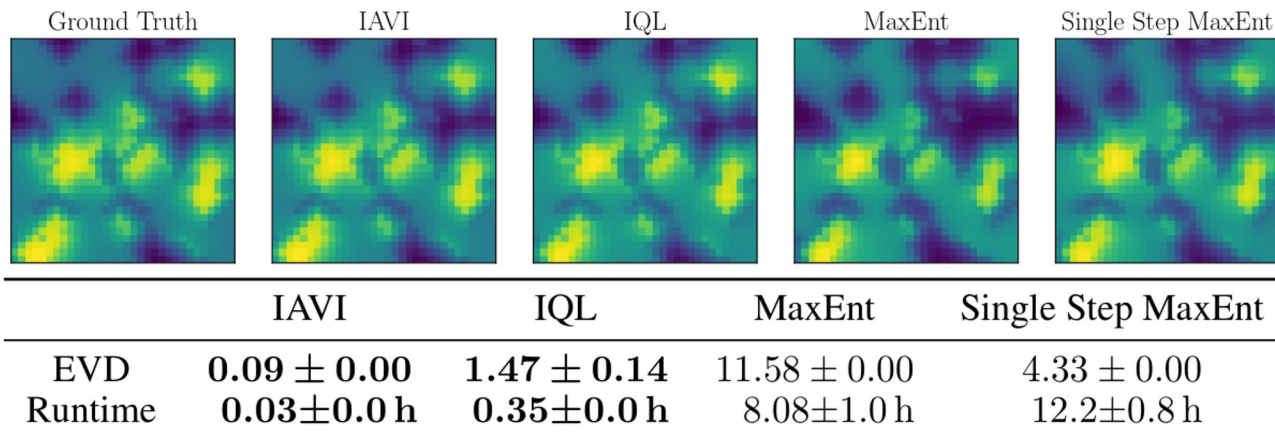 Ground Truth IAVI IQL MaxEnt Single Step MaxEnt
IAVI IQL MaxEnt Single Step MaxEnt
EVD 0.09 ± 0.00 1.47 ± 0.14 11.58 ± 0.00 4.33 ± 0.00
Runtime 0.03±0.0 h 0.35±0.0 h 8.08±1.0 h 12.2±0.8 h